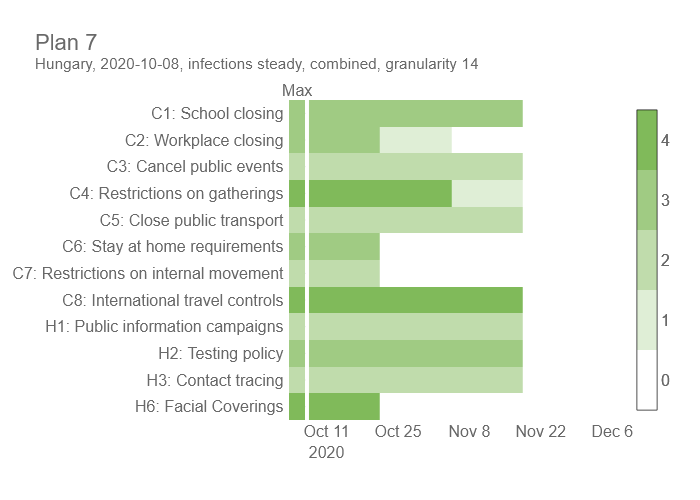 Plan 7
Hungary, 2020-10-08, infections steady, combined, granularity 14
Max
C1: School closing
C2: Workplace closing
C3: Cancel public events
C4: Restrictions on gatherings
C5: Close public transport
C6: Stay at home requirements
C7: Restrictions on internal movement
C8: International travel controls
H1: Public information campaigns
H2: Testing policy
H3: Contact tracing
H6: Facial Coverings
Oct 11 Oct 25 Nov 8 Nov 22 Dec 6
2020
4
3
2
1
0